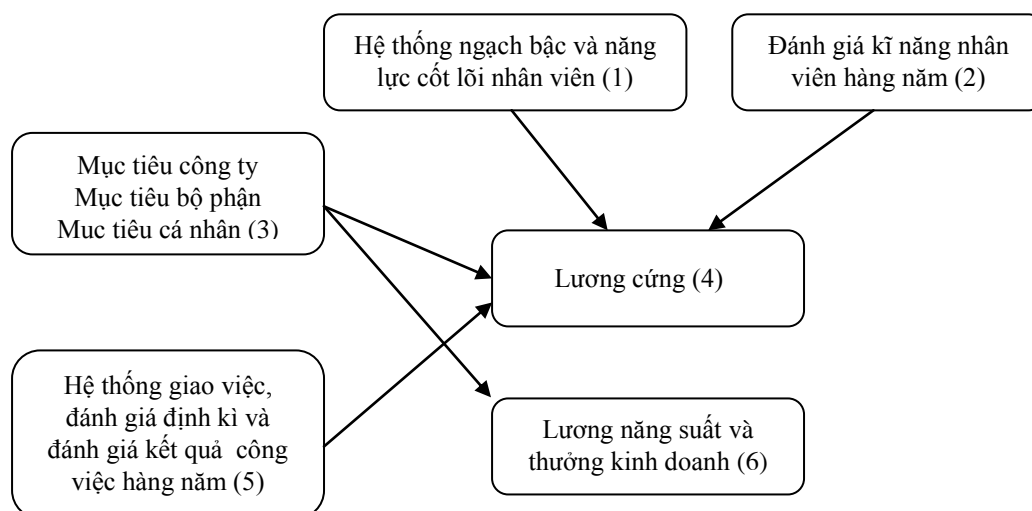 Hệ thống ngạch bậc và năng
lực cốt lõi nhân viên (1)
Đánh giá kĩ năng nhân
viên hàng năm (2)
Mục tiêu công ty
Mục tiêu bộ phận
Muc tiêu cá nhân (3)
Lương cứng (4)
Hệ thống giao việc,
đánh giá định kì và
đánh giá kết quả công
việc hàng năm (5)
Lương năng suất và
thưởng kinh doanh (6)